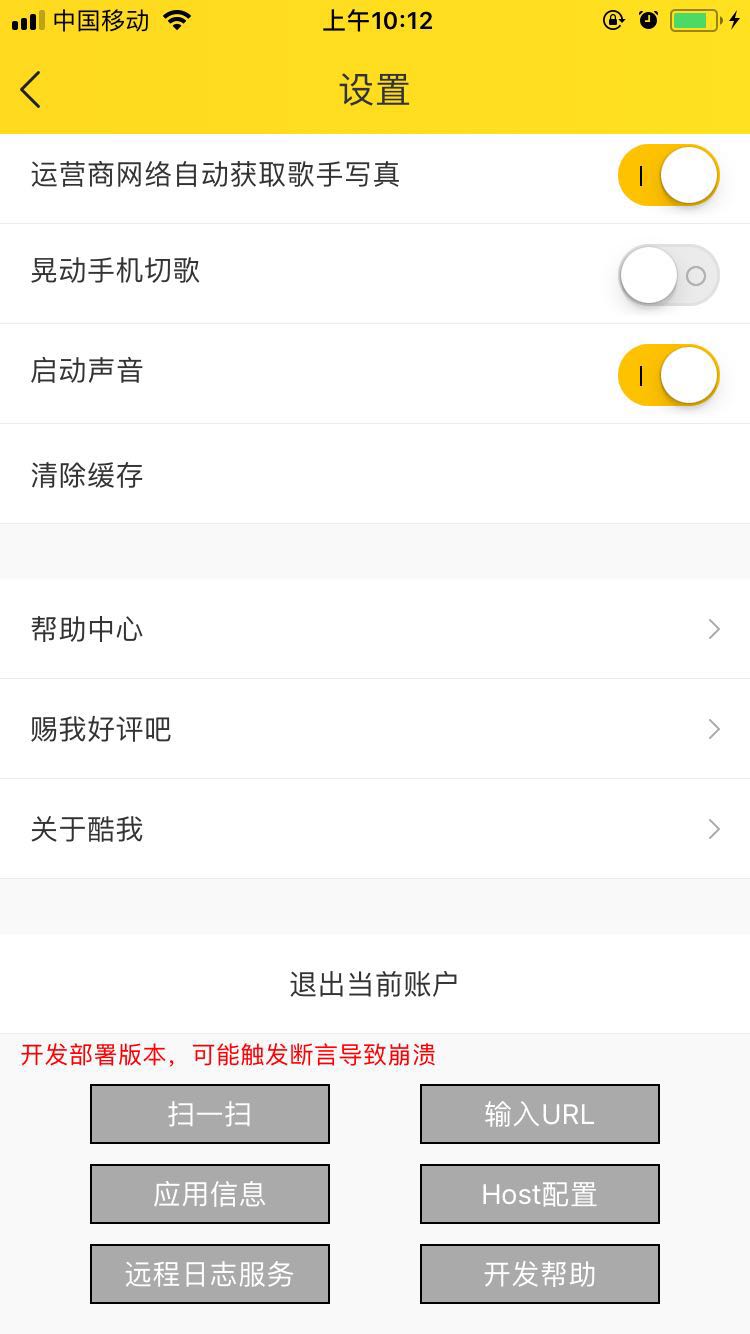 中国移动 上午10:12
设置
运营商网络自动获取歌手写真
晃动手机切歌
启动声音
清除缓存
帮助中心
赐我好评吧
关于酷我
退出当前账户
开发部署版本，可能触发断言导致崩溃
扫一扫 输入URL
应用信息 Host配置
远程日志服务 开发帮助